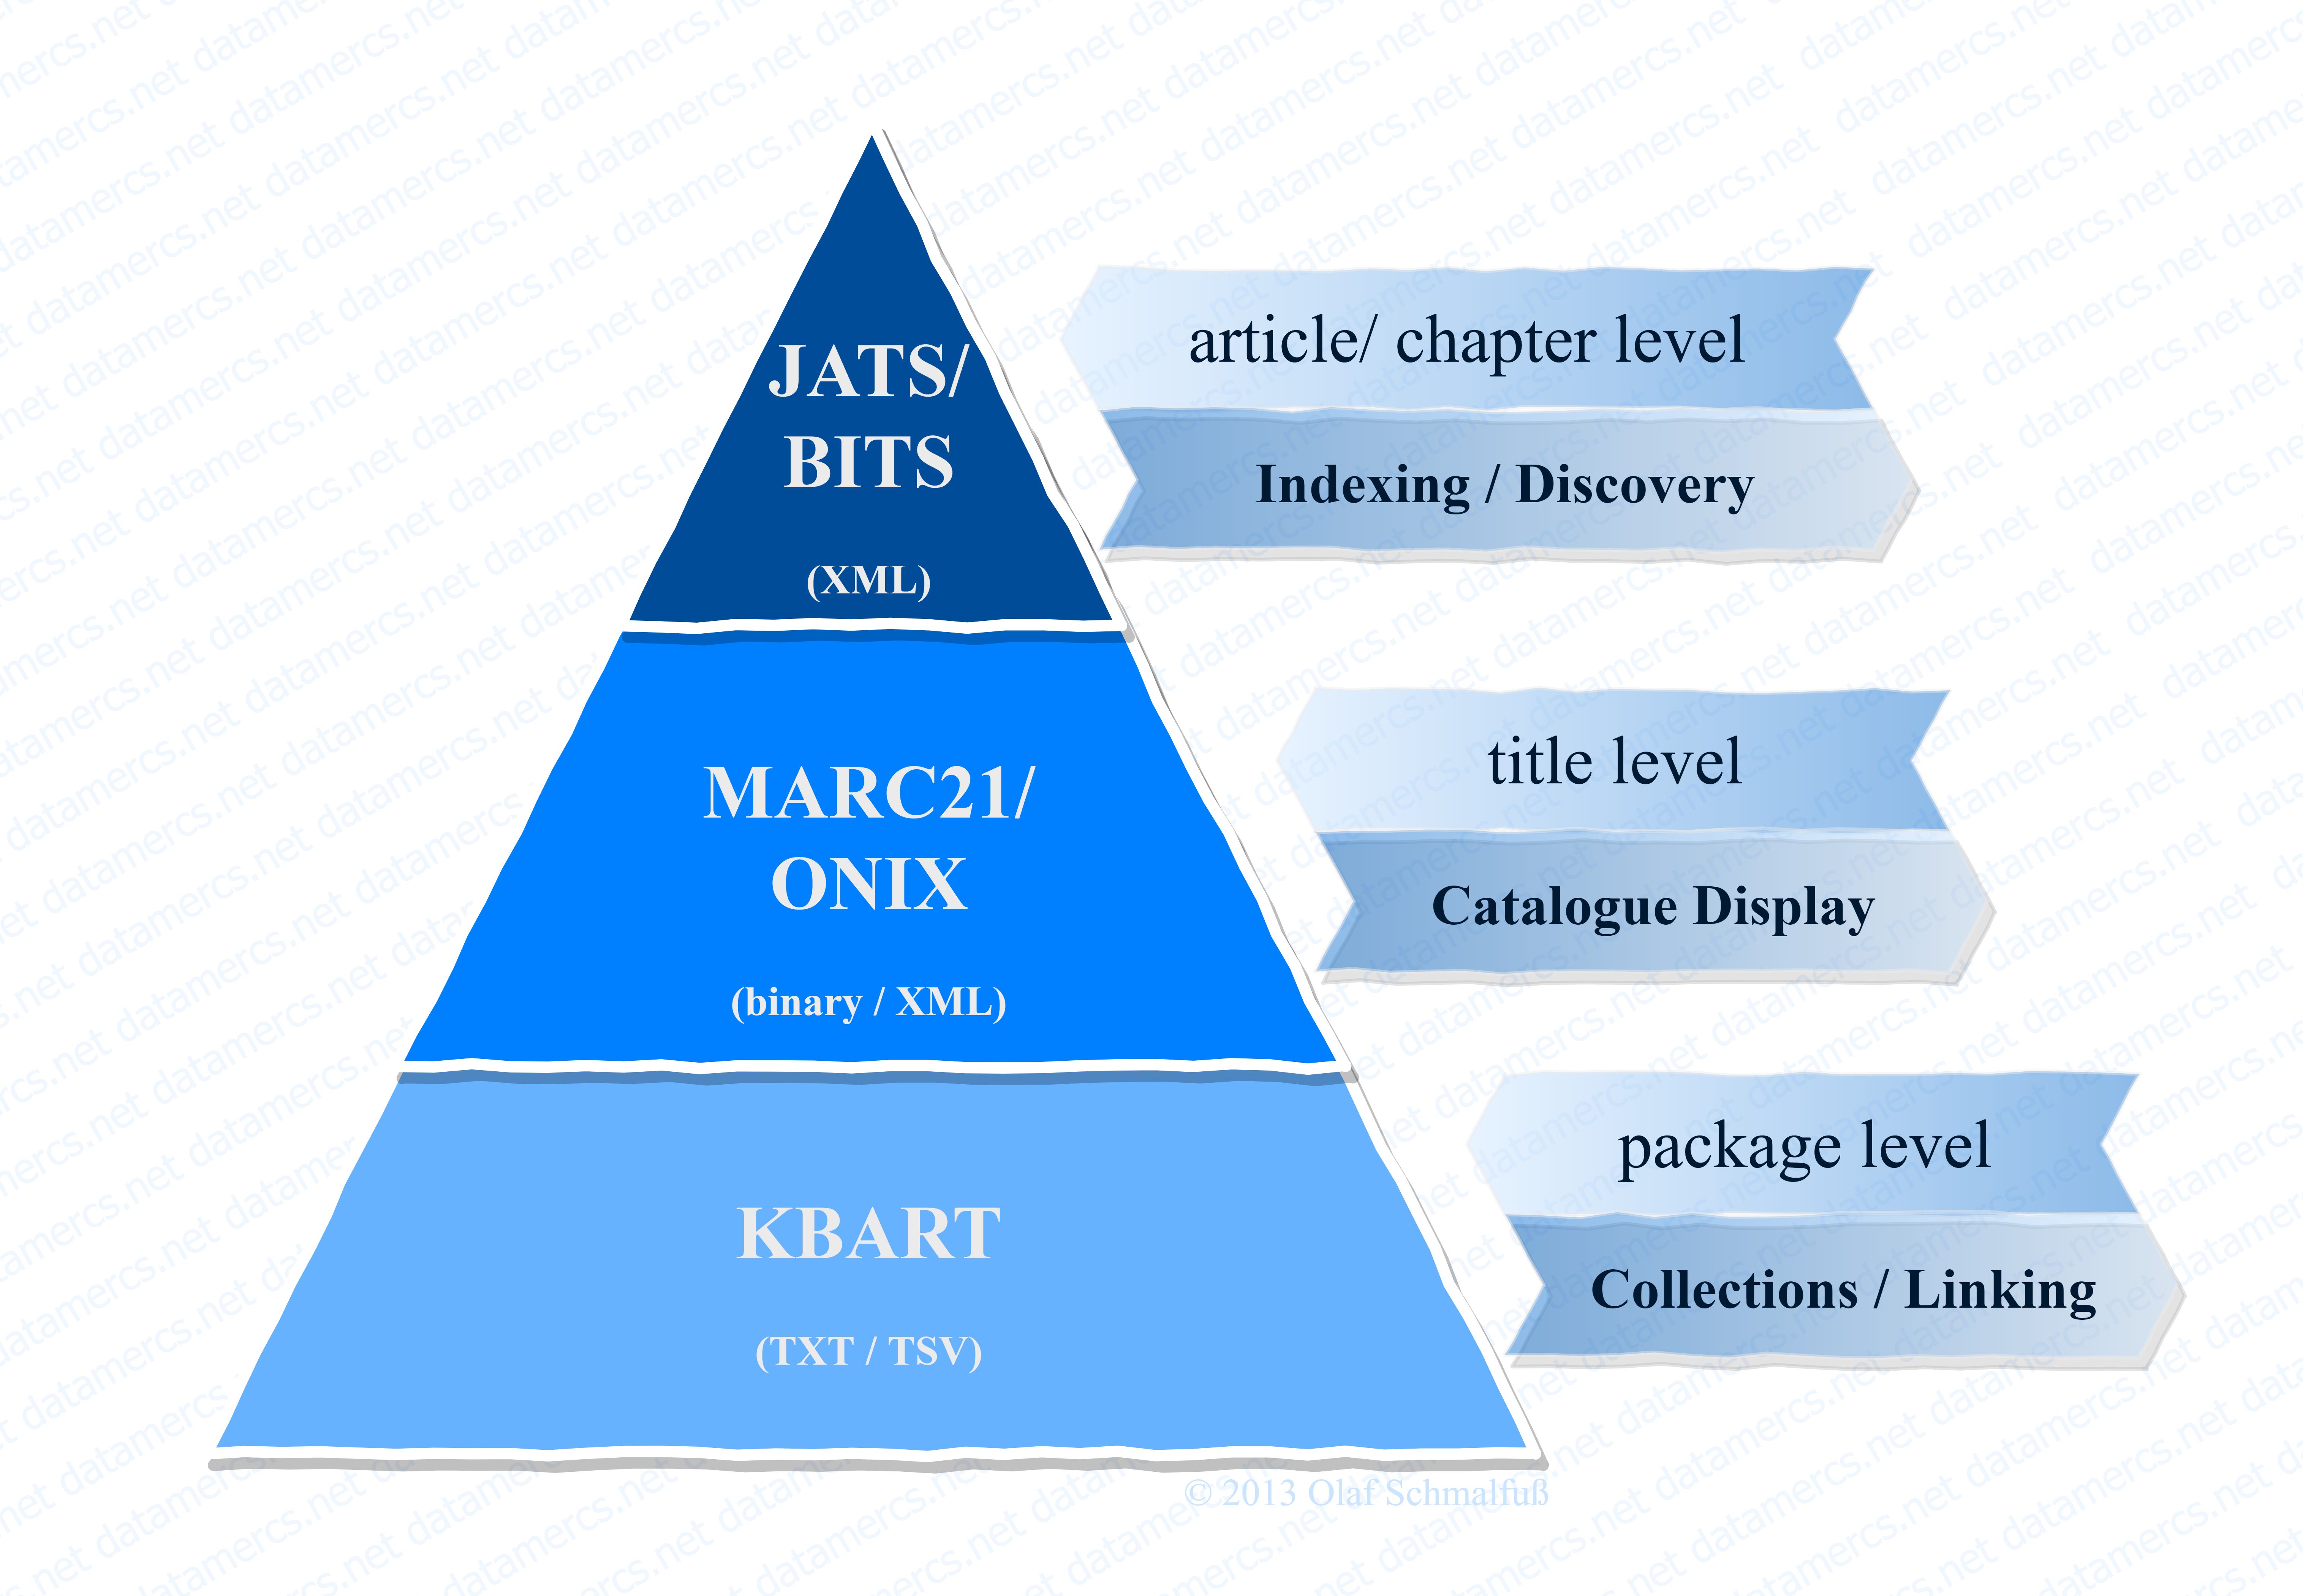 JATS/
BITS
(XML)
article/ chapter level
Indexing / Discovery
MARC21/
ONIX
(binary / XML)
title level
Catalogue Display
KBART
(TXT / TSV)
package level
Collections / Linking
© 2013 Olaf Schmalfuß
datamercs.net